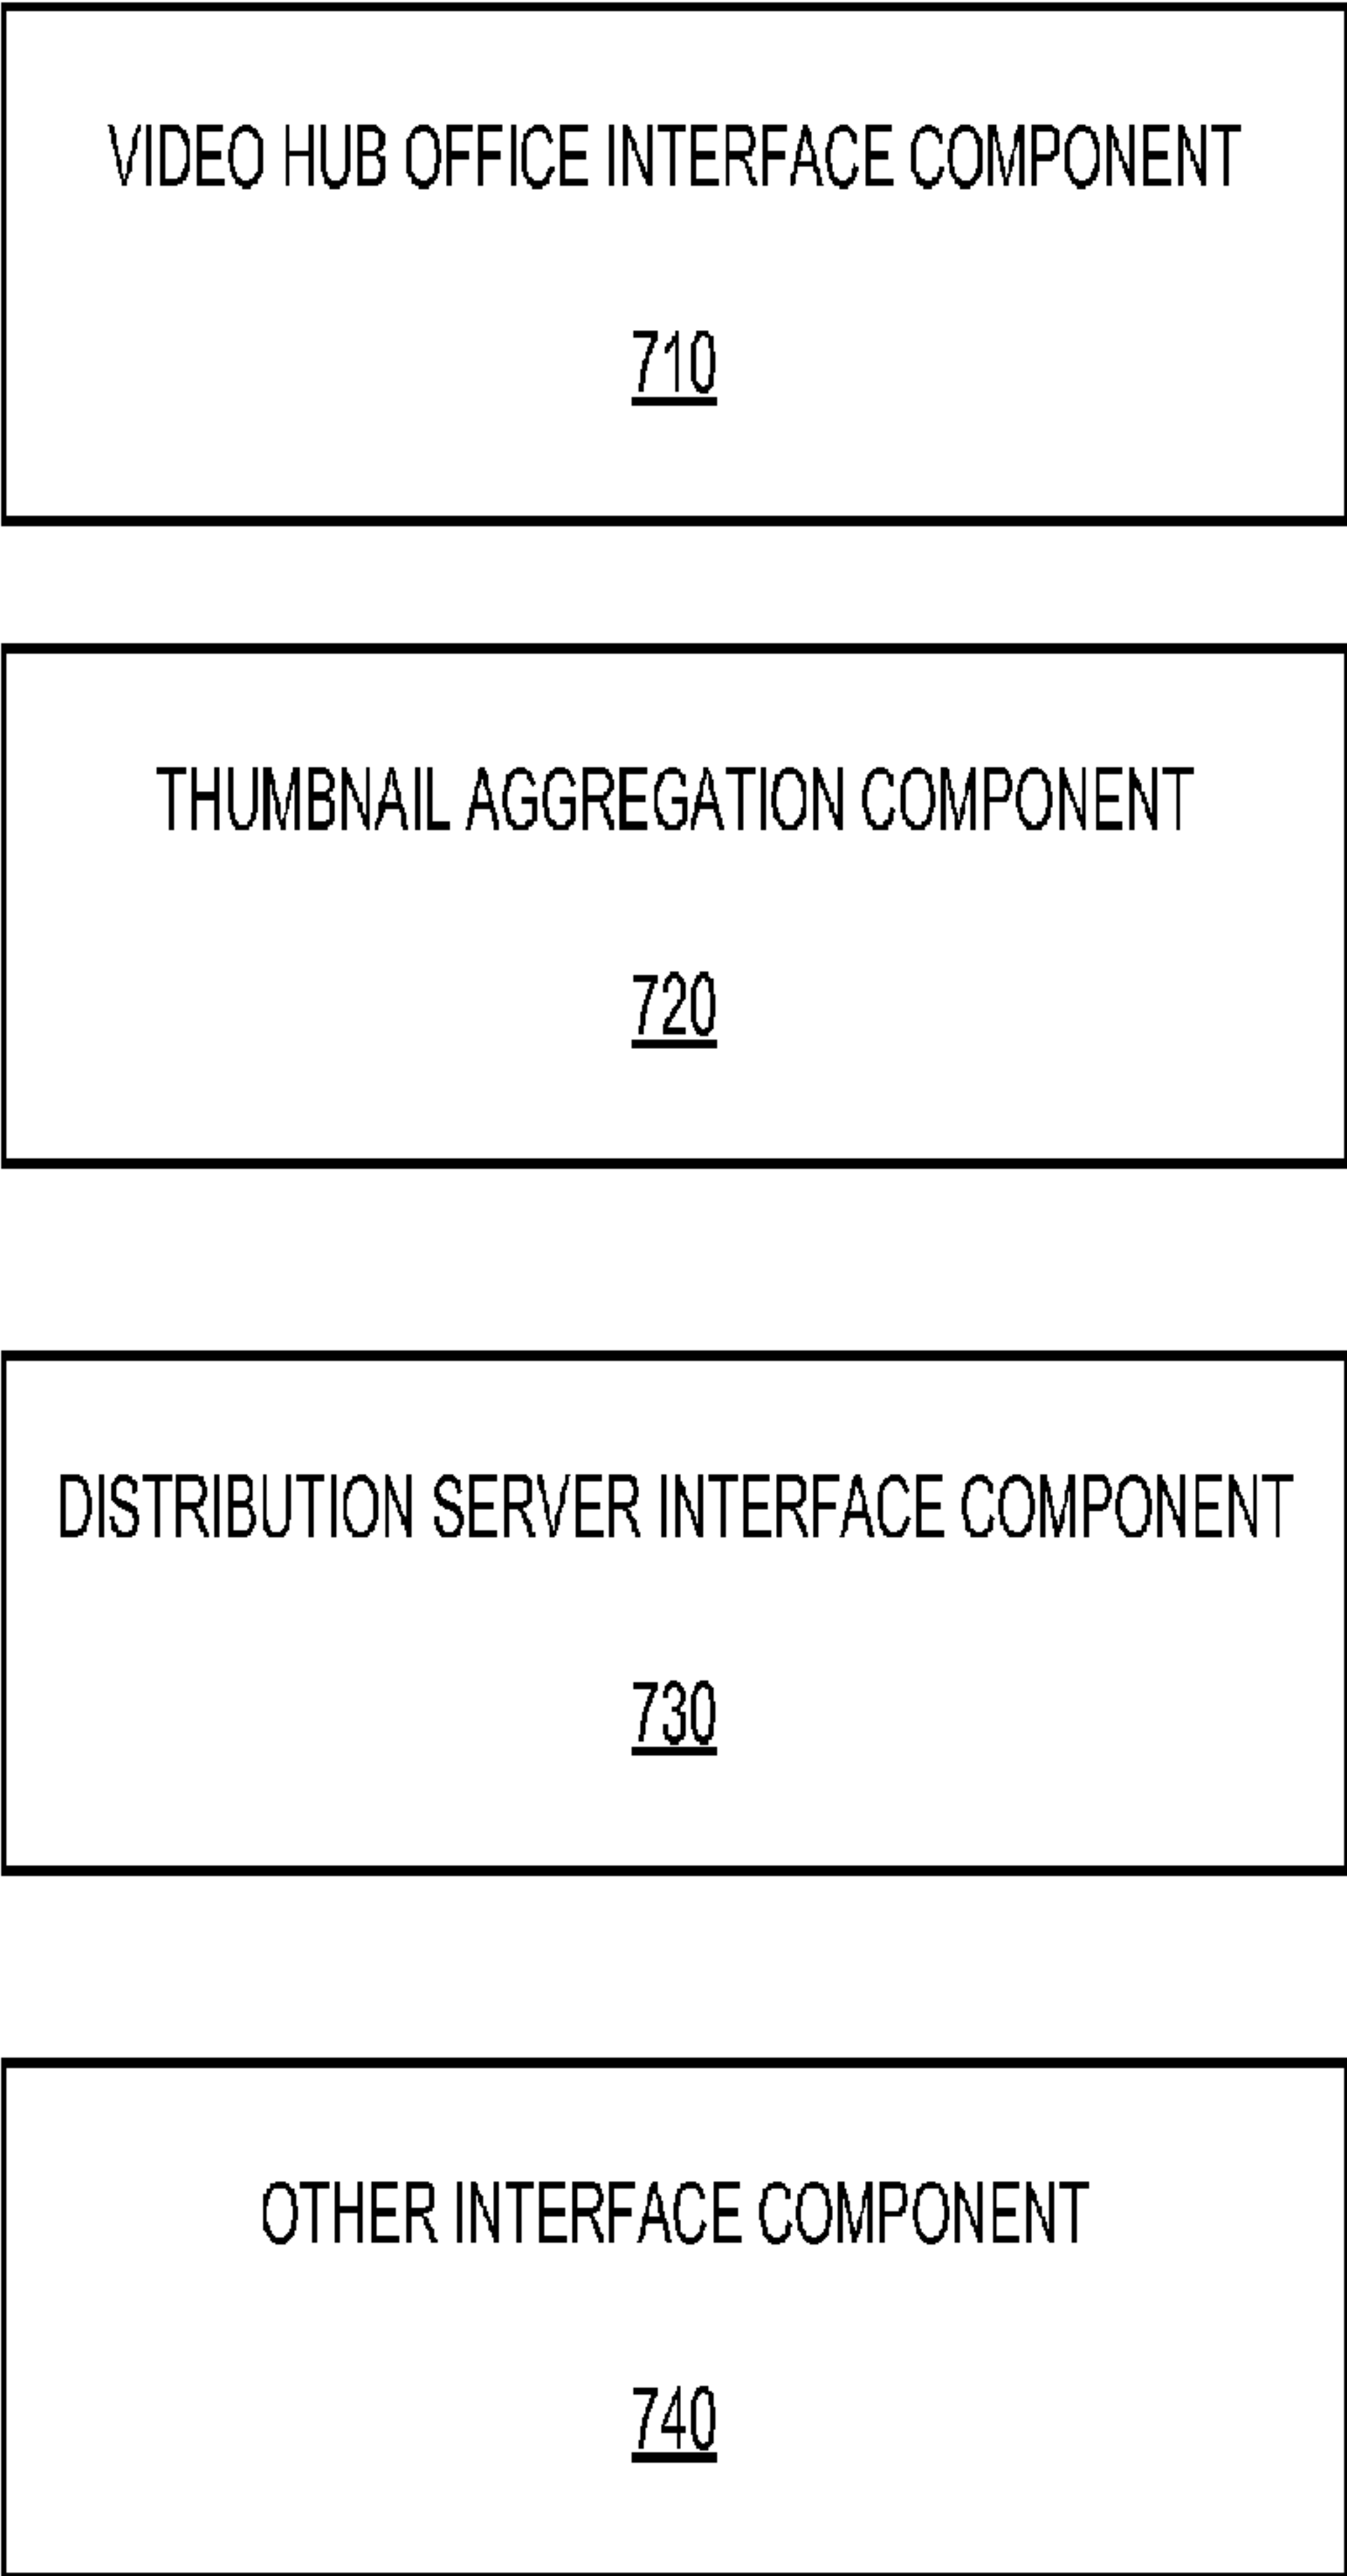 VIDEO HUB OFFICE INTERFACE COMPONENT
710
THUMBNAIL AGGREGATION COMPONENT
720
DISTRIBUTION SERVER INTERFACE COMPONENT
730
OTHER INTERFACE COMPONENT
740